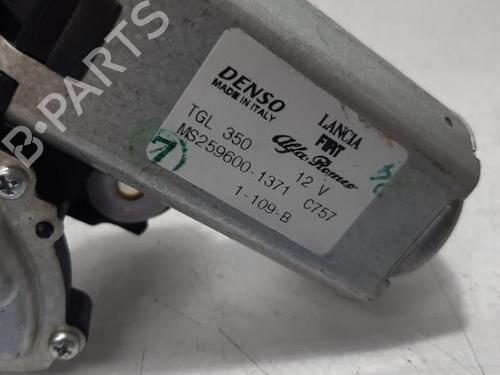 B-PARTS
DENSO
MADE IN ITALY
LANCIA
FIAT
Alfa Romeo
TGL 350
12 V
MS259600-1371 C757
1-109-B
7